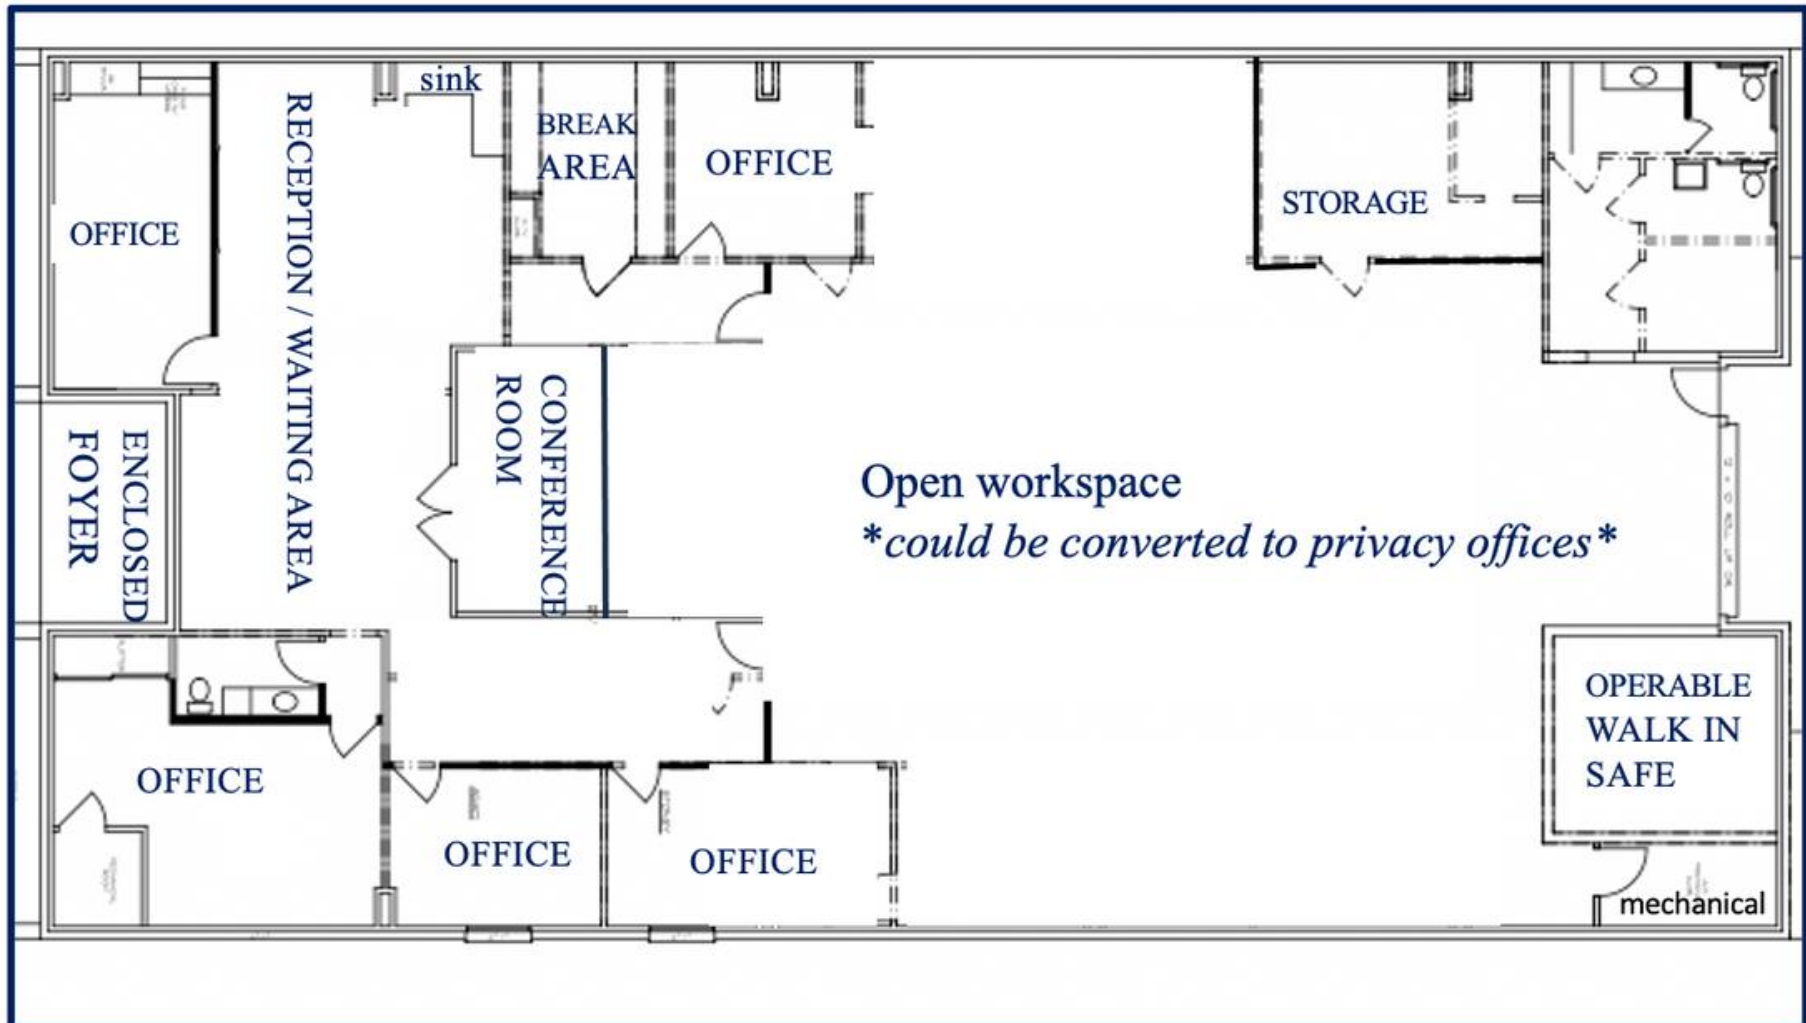 sink
BREAK
AREA
OFFICE
OFFICE
RECEPTION / WAITING AREA
STORAGE
ENCLOSED
FOYER
CONFERENCE
ROOM
Open workspace
*could be converted to privacy offices*
OPERABLE
WALK IN
SAFE
OFFICE
OFFICE
OFFICE
mechanical